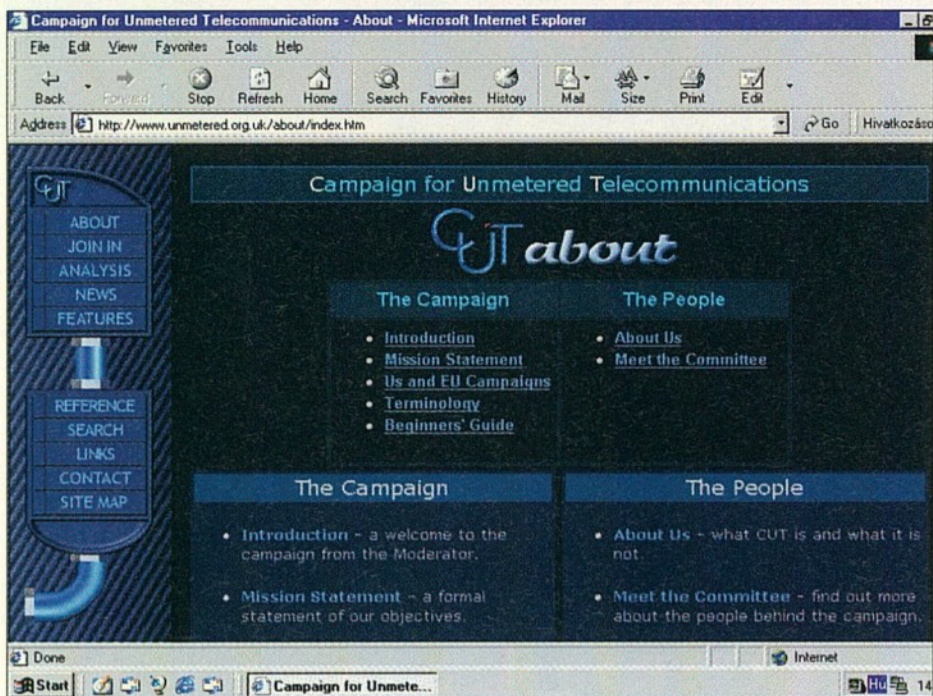 Campaign for Unmetered Telecommunications - About - Microsoft Internet Explorer
File Edit View Favorites Tools Help
Back Forward Stop Refresh Home Search Favorites History Mail Size Print Edit
Address http://www.unmetered.org.uk/about/index.htm Go Hivatkozáso
CUT
ABOUT
JOIN IN
ANALYSIS
NEWS
FEATURES
REFERENCE
SEARCH
LINKS
CONTACT
SITE MAP
Campaign for Unmetered Telecommunications
CUT about
The Campaign
• Introduction
• Mission Statement
• Us and EU Campaigns
• Terminology
• Beginners' Guide
The People
• About Us
• Meet the Committee
The Campaign
• Introduction - a welcome to the
campaign from the Moderator.
• Mission Statement - a formal
statement of our objectives.
The People
• About Us - what CUT is and what it is
not.
• Meet the Committee - find out more
about the people behind the campaign.
Done Internet
Start Campaign for Unmete... Hu 14